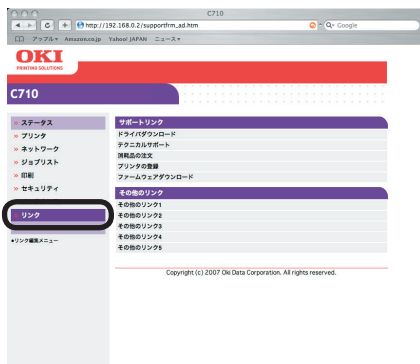 C710
http://192.168.0.2/supportfrm_ad.htm
Google
アップル Amazon.co.jp Yahoo! JAPAN ニュース
OKI
PRINTING SOLUTIONS
C710
ステータス
プリンタ
ネットワーク
ジョブリスト
印刷
セキュリティ
リンク
•リンク編集メニュー
サポートリンク
ドライバダウンロード
テクニカルサポート
消耗品の注文
プリンタの登録
ファームウェアダウンロード
その他のリンク
その他のリンク1
その他のリンク2
その他のリンク3
その他のリンク4
その他のリンク5
Copyright (c) 2007 Oki Data Corporation. All rights reserved.